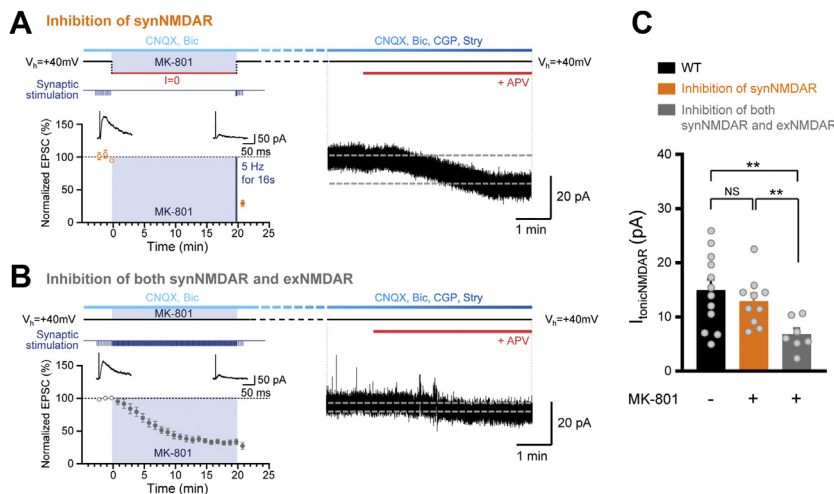 A
Inhibition of synNMDAR
CNQX, Bic
CNQX, Bic, CGP, Stry
Vh=+40mV
MK-801
Vh=+40mV
I=0
+ APV
Synaptic
stimulation
Normalized EPSC (%)
150
100
50
0
50 pA
50 ms
5 Hz
for 16s
MK-801
0 5 10 15 20 25
Time (min)
20 pA
1 min
B
Inhibition of both synNMDAR and exNMDAR
CNQX, Bic
CNQX, Bic, CGP, Stry
Vh=+40mV
MK-801
Vh=+40mV
+ APV
Synaptic
stimulation
Normalized EPSC (%)
150
100
50
0
50 pA
50 ms
MK-801
0 5 10 15 20 25
Time (min)
20 pA
1 min
C
WT
Inhibition of synNMDAR
Inhibition of both
synNMDAR and exNMDAR
ItonicNMDAR (pA)
40
30
20
10
0
**
NS
**
MK-801 - + +